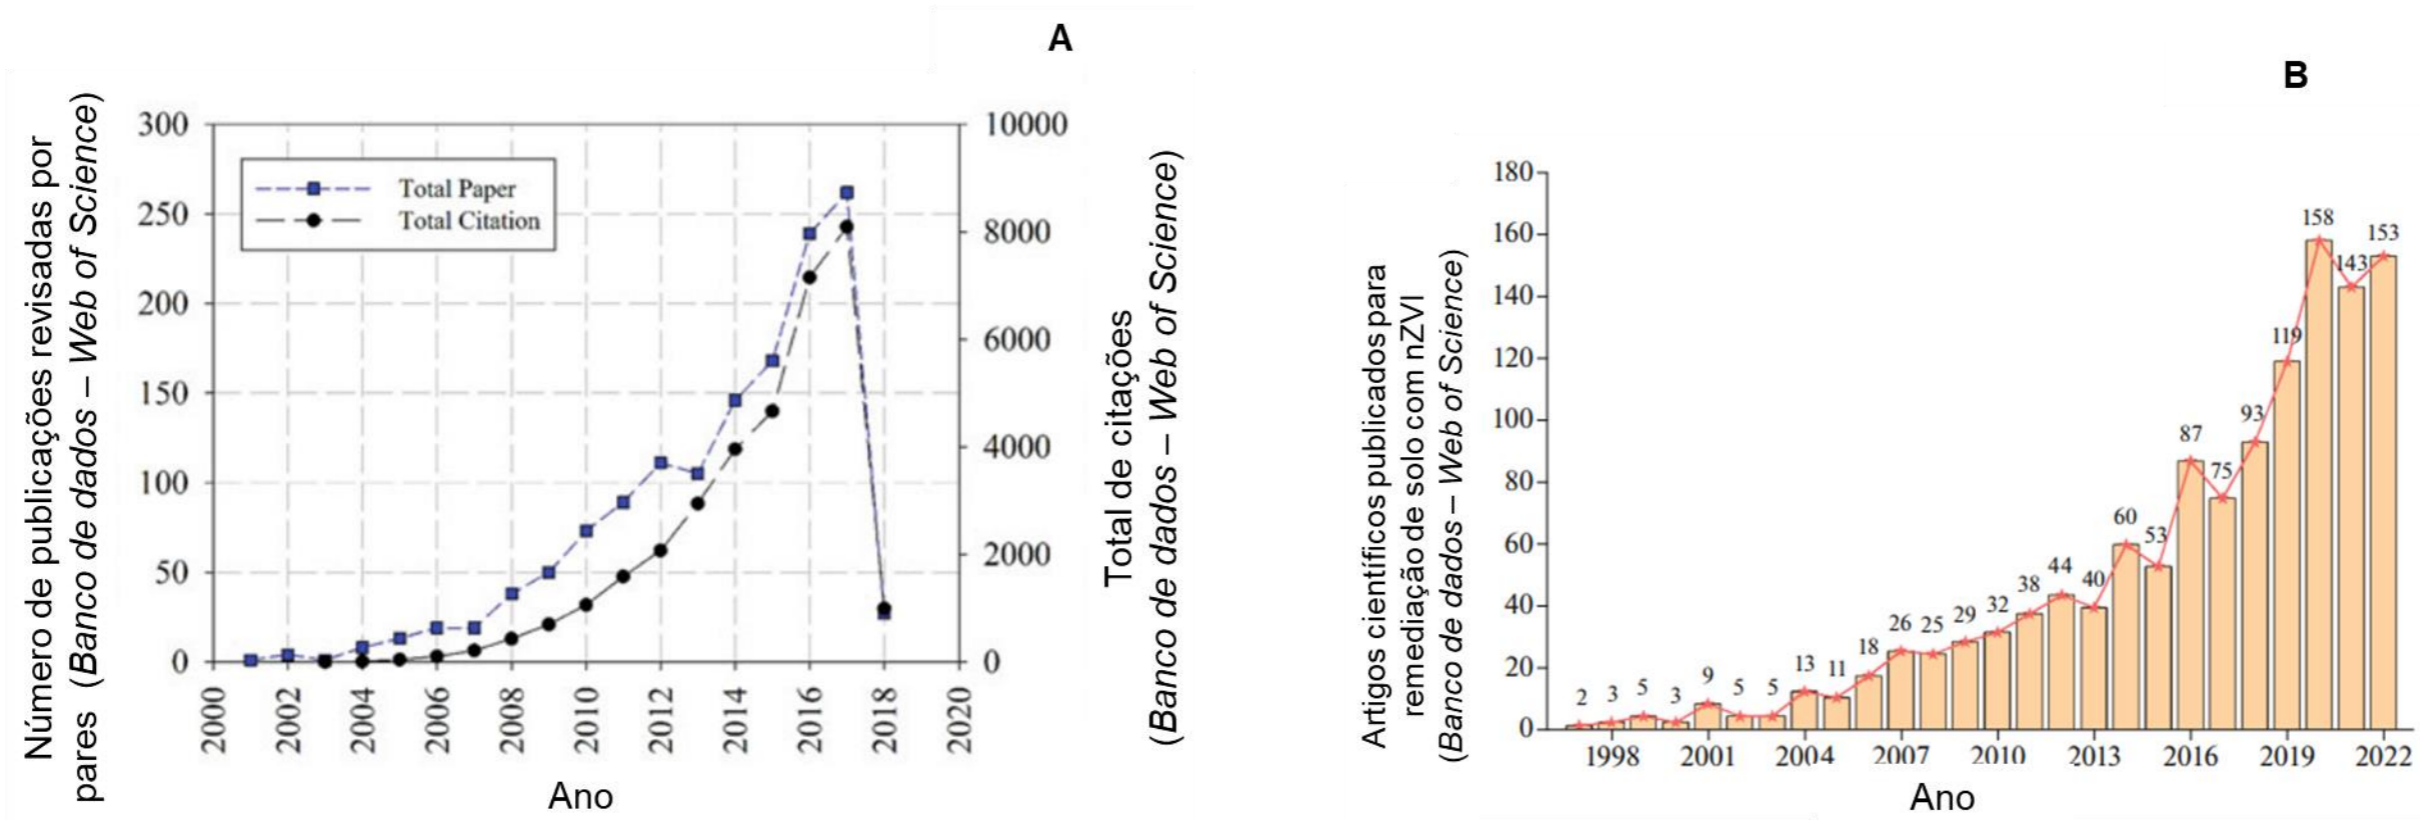 A
Número de publicações revisadas por
pares (Banco de dados – Web of Science)
300
250
200
150
100
50
0
Total Paper
Total Citation
10000
8000
6000
4000
2000
0
Total de citações
(Banco de dados – Web of Science)
2000 2002 2004 2006 2008 2010 2012 2014 2016 2018 2020
Ano
B
Artigos científicos publicados para
remediação de solo com nZVI
(Banco de dados – Web of Science)
180
160
140
120
100
80
60
40
20
0
2 3 5 3 9 5 5 13 11 18 26 25 29 32 38 44 40 60 53 87 75 93 119 158 143 153
1998 2001 2004 2007 2010 2013 2016 2019 2022
Ano